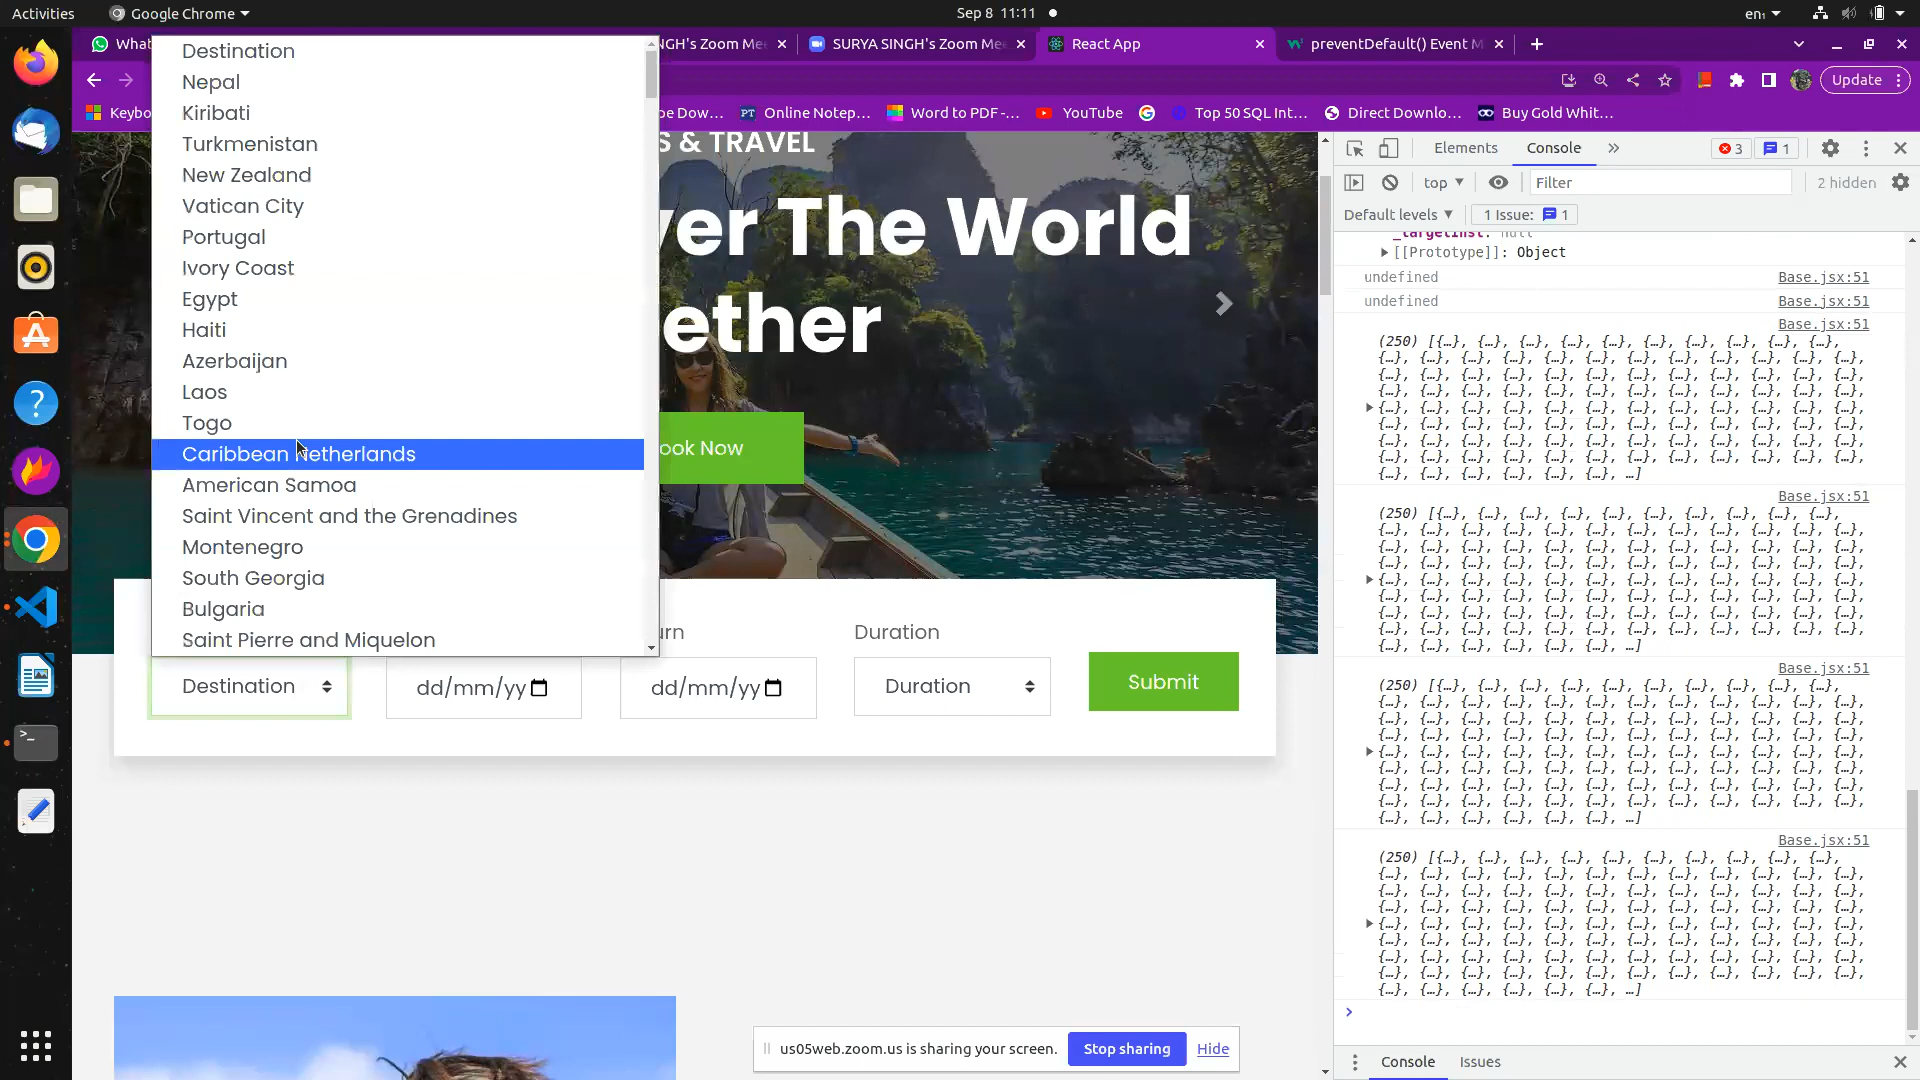 Activities
Google Chrome
Sep 8 11:11
en₁
What
NGH's Zoom Me
SURYA SINGH's Zoom Me
React App
preventDefault() Event M
Update
Keybo
pe Dow...
Online Notep...
Word to PDF -...
YouTube
Top 50 SQL Int...
Direct Downlo...
Buy Gold Whit...
Destination
Nepal
Kiribati
Turkmenistan
New Zealand
Vatican City
Portugal
Ivory Coast
Egypt
Haiti
Azerbaijan
Laos
Togo
Caribbean Netherlands
American Samoa
Saint Vincent and the Grenadines
Montenegro
South Georgia
Bulgaria
Saint Pierre and Miquelon
S & TRAVEL
ver The World
ether
ook Now
urn
Duration
Destination
dd/mm/yy
dd/mm/yy
Duration
Submit
us05web.zoom.us is sharing your screen.
Stop sharing
Hide
Elements
Console
3
1
top
Filter
2 hidden
Default levels
1 Issue:
1
_targetInst: null
[[Prototype]]: Object
undefined
Base.jsx:51
undefined
Base.jsx:51
Base.jsx:51
(250) [{…}, {…}, {…}, {…}, {…}, {…}, {…}, {…}, {…}, {…},
{…}, {…}, {…}, {…}, {…}, {…}, {…}, {…}, {…}, {…}, {…}, {…},
{…}, {…}, {…}, {…}, {…}, {…}, {…}, {…}, {…}, {…}, {…}, {…},
{…}, {…}, {…}, {…}, {…}, {…}, {…}, {…}, {…}, {…}, {…}, {…},
{…}, {…}, {…}, {…}, {…}, {…}, {…}, {…}, {…}, {…}, {…}, {…},
{…}, {…}, {…}, {…}, {…}, {…}, {…}, {…}, {…}, {…}, {…}, {…},
{…}, {…}, {…}, {…}, {…}, {…}, {…}, {…}, {…}, {…}, {…}, {…},
{…}, {…}, {…}, {…}, {…}, {…}, {…}, {…}, {…}, {…}, {…}, {…},
{…}, {…}, {…}, {…}, {…}, {…}, …]
Base.jsx:51
(250) [{…}, {…}, {…}, {…}, {…}, {…}, {…}, {…}, {…}, {…},
{…}, {…}, {…}, {…}, {…}, {…}, {…}, {…}, {…}, {…}, {…}, {…},
{…}, {…}, {…}, {…}, {…}, {…}, {…}, {…}, {…}, {…}, {…}, {…},
{…}, {…}, {…}, {…}, {…}, {…}, {…}, {…}, {…}, {…}, {…}, {…},
{…}, {…}, {…}, {…}, {…}, {…}, {…}, {…}, {…}, {…}, {…}, {…},
{…}, {…}, {…}, {…}, {…}, {…}, {…}, {…}, {…}, {…}, {…}, {…},
{…}, {…}, {…}, {…}, {…}, {…}, {…}, {…}, {…}, {…}, {…}, {…},
{…}, {…}, {…}, {…}, {…}, {…}, {…}, {…}, {…}, {…}, {…}, {…},
{…}, {…}, {…}, {…}, {…}, {…}, …]
Base.jsx:51
(250) [{…}, {…}, {…}, {…}, {…}, {…}, {…}, {…}, {…}, {…},
{…}, {…}, {…}, {…}, {…}, {…}, {…}, {…}, {…}, {…}, {…}, {…},
{…}, {…}, {…}, {…}, {…}, {…}, {…}, {…}, {…}, {…}, {…}, {…},
{…}, {…}, {…}, {…}, {…}, {…}, {…}, {…}, {…}, {…}, {…}, {…},
{…}, {…}, {…}, {…}, {…}, {…}, {…}, {…}, {…}, {…}, {…}, {…},
{…}, {…}, {…}, {…}, {…}, {…}, {…}, {…}, {…}, {…}, {…}, {…},
{…}, {…}, {…}, {…}, {…}, {…}, {…}, {…}, {…}, {…}, {…}, {…},
{…}, {…}, {…}, {…}, {…}, {…}, {…}, {…}, {…}, {…}, {…}, {…},
{…}, {…}, {…}, {…}, {…}, {…}, …]
Base.jsx:51
(250) [{…}, {…}, {…}, {…}, {…}, {…}, {…}, {…}, {…}, {…},
{…}, {…}, {…}, {…}, {…}, {…}, {…}, {…}, {…}, {…}, {…}, {…},
{…}, {…}, {…}, {…}, {…}, {…}, {…}, {…}, {…}, {…}, {…}, {…},
{…}, {…}, {…}, {…}, {…}, {…}, {…}, {…}, {…}, {…}, {…}, {…},
{…}, {…}, {…}, {…}, {…}, {…}, {…}, {…}, {…}, {…}, {…}, {…},
{…}, {…}, {…}, {…}, {…}, {…}, {…}, {…}, {…}, {…}, {…}, {…},
{…}, {…}, {…}, {…}, {…}, {…}, {…}, {…}, {…}, {…}, {…}, {…},
{…}, {…}, {…}, {…}, {…}, {…}, {…}, {…}, {…}, {…}, {…}, {…},
{…}, {…}, {…}, {…}, {…}, {…}, …]
Console
Issues